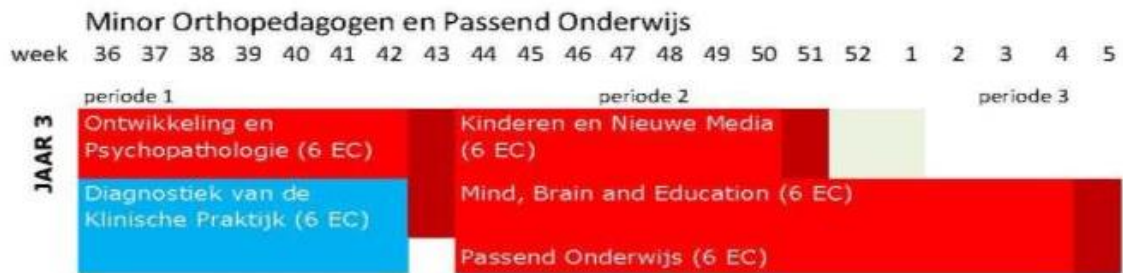 Minor Orthopedagogen en Passend Onderwijs
week 36 37 38 39 40 42 43 44 45 46 47 48 49 50 51 52 1 2 3 4 5
periode 1 periode 2 periode 3
JAAR 3
Ontwikkeling en
Psychopathologie (6 EC)
Kinderen en Nieuwe Media
(6 EC)
Diagnostiek van de
Klinische Praktijk (6 EC)
Mind, Brain and Education (6 EC)
Passend Onderwijs (6 EC)